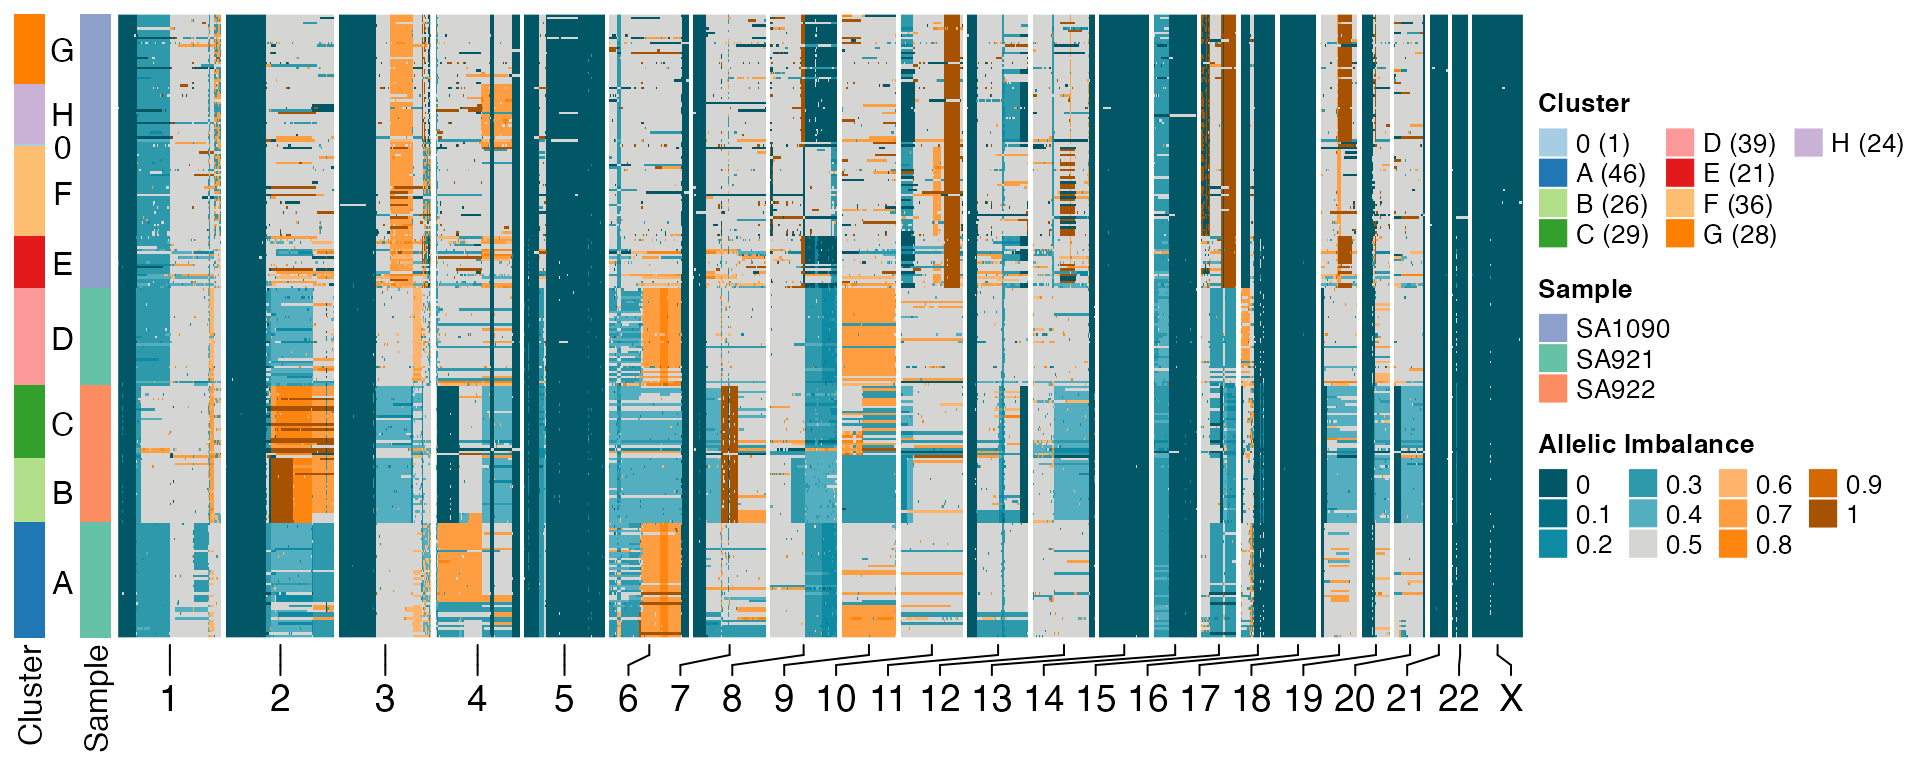 G
H
0
F
E
D
C
B
A
Cluster
Sample
1 2 3 4 5 6 7 8 9 10 11 12 13 14 15 16 17 18 19 20 21 22 X
Cluster
0 (1) D (39) H (24)
A (46) E (21)
B (26) F (36)
C (29) G (28)
Sample
SA1090
SA921
SA922
Allelic Imbalance
0 0.3 0.6 0.9
0.1 0.4 0.7 1
0.2 0.5 0.8